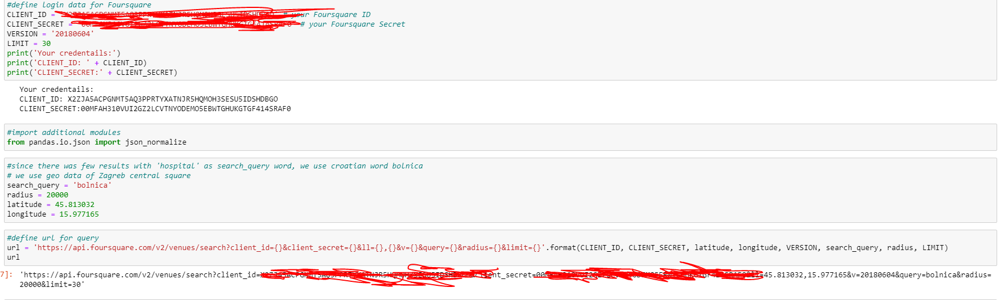 #define login data for Foursquare
CLIENT_ID = # your Foursquare ID
CLIENT_SECRET = # your Foursquare Secret
VERSION = '20180604'
LIMIT = 30
print('Your credentails:')
print('CLIENT_ID: ' + CLIENT_ID)
print('CLIENT_SECRET:' + CLIENT_SECRET)
Your credentails:
CLIENT_ID: X2ZJA5ACPGNMT5AQ3PPRTYXATNJR5HQMOH3SESU5IDSHDBGO
CLIENT_SECRET:00MFAH310VUI2GZ2LCVTNYODEMO5EBWTGHUKGTGF414SRAF0
#import additional modules
from pandas.io.json import json_normalize
#since there was few results with 'hospital' as search_query word, we use croatian word bolnica
# we use geo data of Zagreb central square
search_query = 'bolnica'
radius = 20000
latitude = 45.813032
longitude = 15.977165
#define url for query
url = 'https://api.foursquare.com/v2/venues/search?client_id={}&client_secret={}&ll={},{}&v={}&query={}&radius={}&limit={}'.format(CLIENT_ID, CLIENT_SECRET, latitude, longitude, VERSION, search_query, radius, LIMIT)
url
7]: 'https://api.foursquare.com/v2/venues/search?client_id= =45.813032,15.977165&v=20180604&query=bolnica&radius=
20000&limit=30'